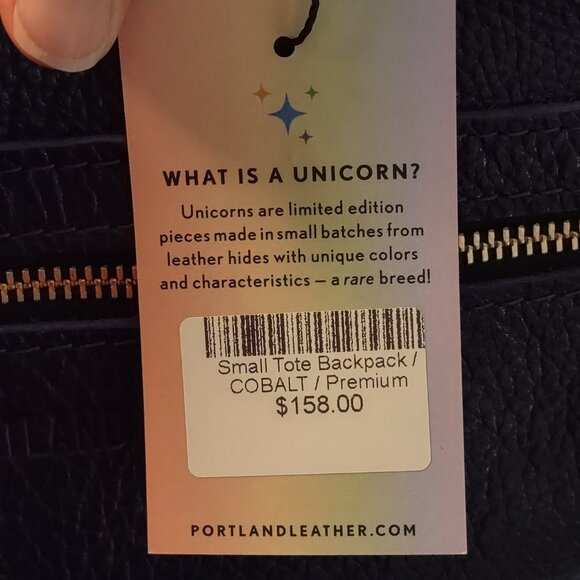 WHAT IS A UNICORN?
Unicorns are limited edition
pieces made in small batches from
leather hides with unique colors
and characteristics – a rare breed!
Small Tote Backpack /
COBALT / Premium
$158.00
PORTLANDLEATHER.COM